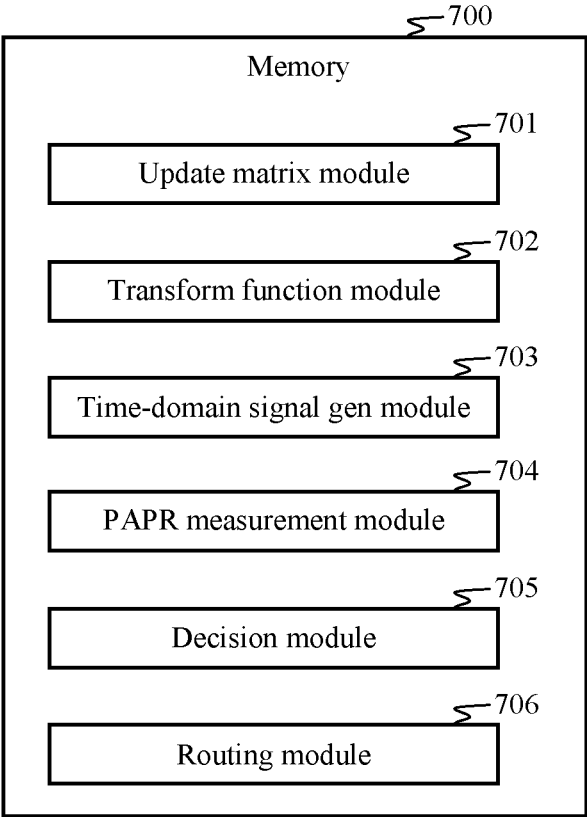 700
Memory
701
Update matrix module
702
Transform function module
703
Time-domain signal gen module
704
PAPR measurement module
705
Decision module
706
Routing module